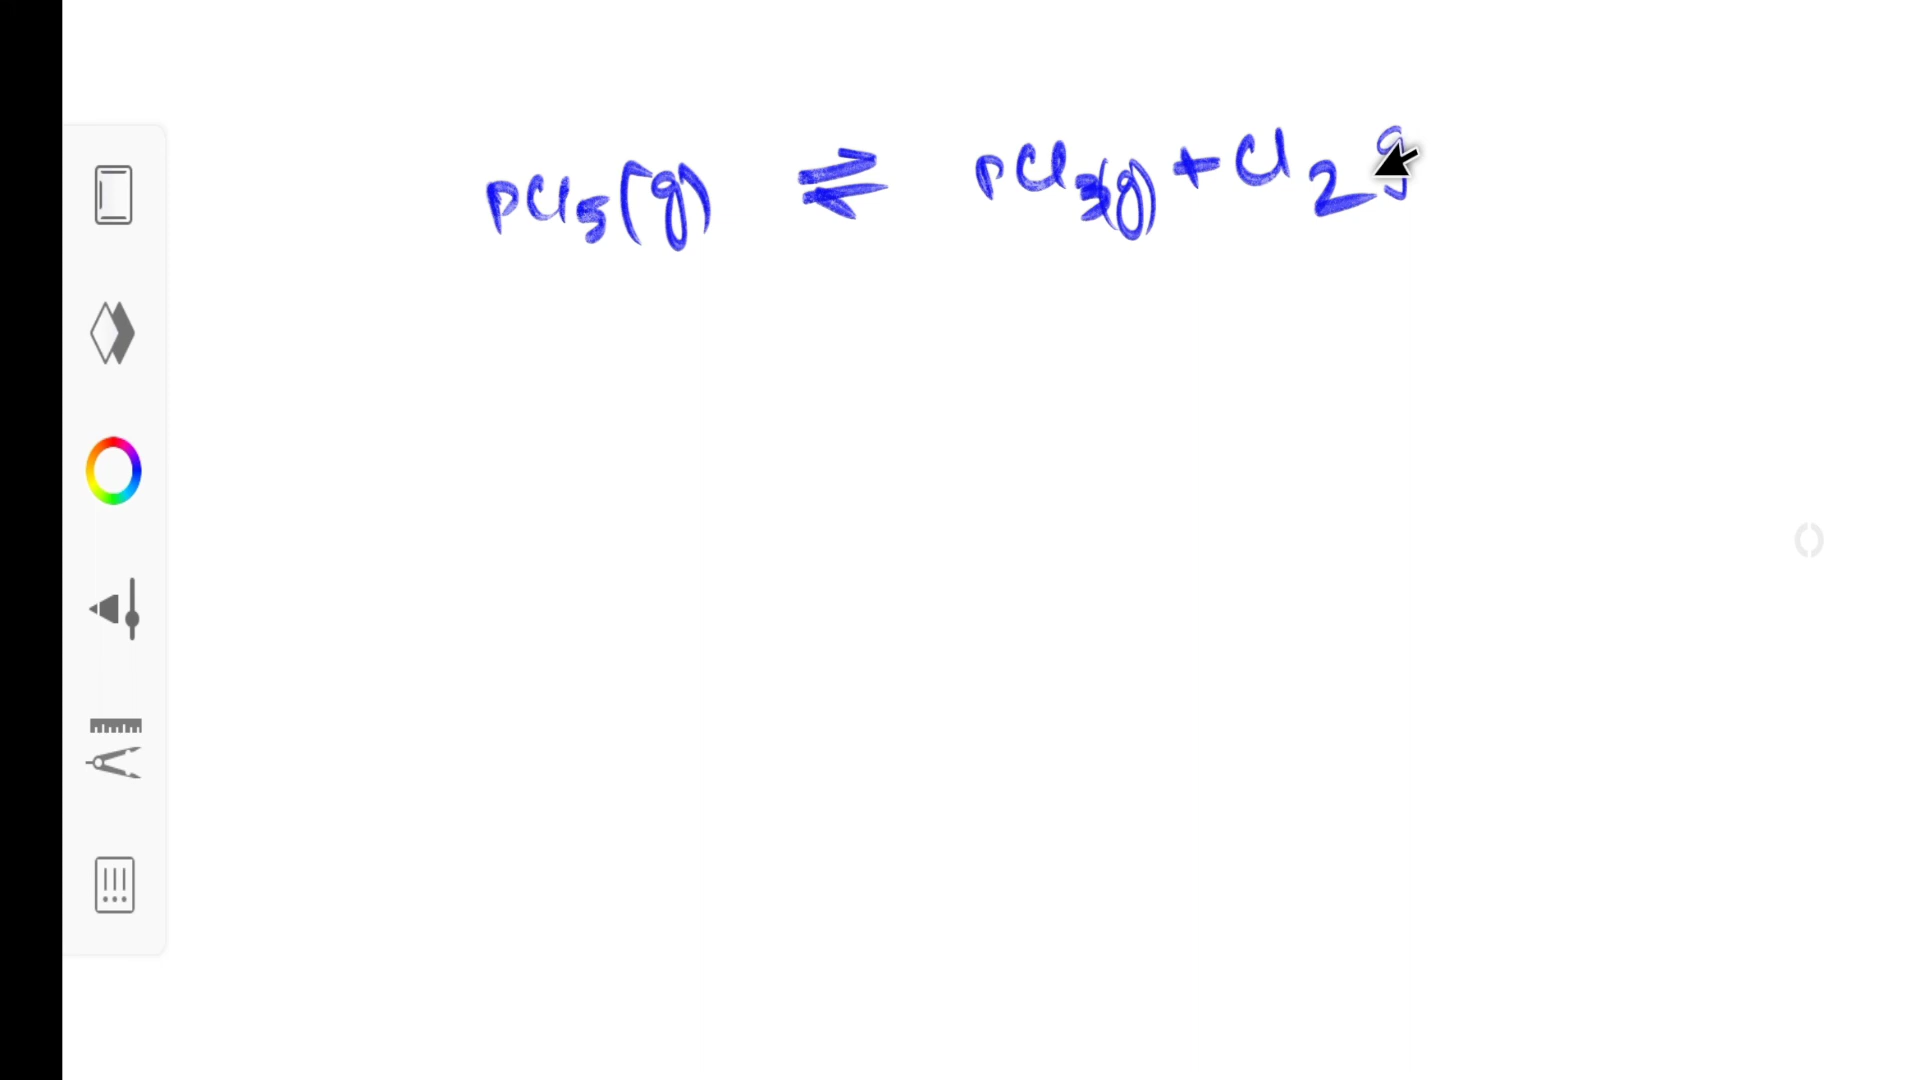 PCl₅(g) ⇌ PCl₃(g) + Cl₂ g